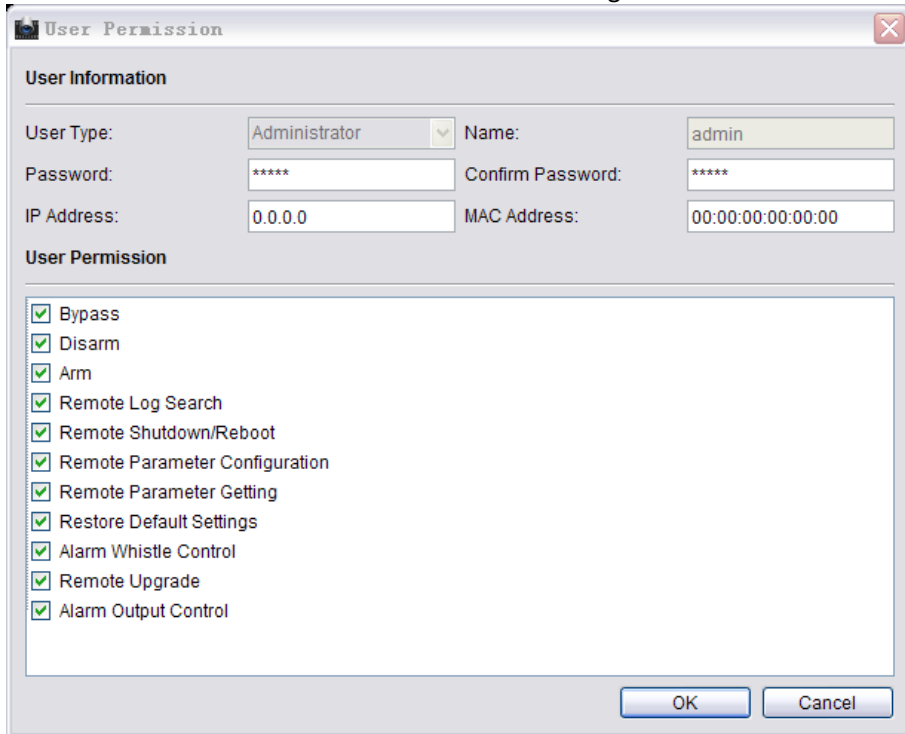 User Permission
User Information
User Type: Administrator Name: admin
Password: ***** Confirm Password: *****
IP Address: 0.0.0.0 MAC Address: 00:00:00:00:00:00
User Permission
Bypass
Disarm
Arm
Remote Log Search
Remote Shutdown/Reboot
Remote Parameter Configuration
Remote Parameter Getting
Restore Default Settings
Alarm Whistle Control
Remote Upgrade
Alarm Output Control
OK Cancel